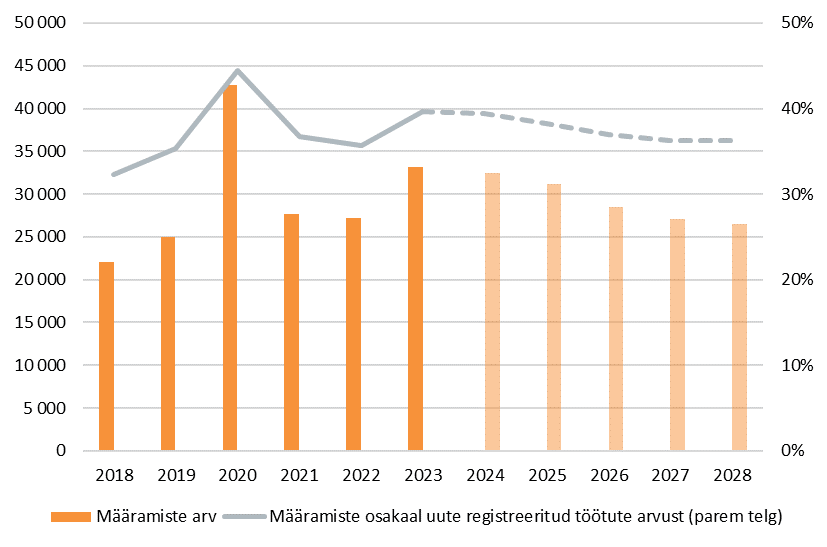 50 000 50%
45 000
40 000 40%
35 000
30 000 30%
25 000
20 000 20%
15 000
10 000 10%
5 000
0 0%
2018 2019 2020 2021 2022 2023 2024 2025 2026 2027 2028
Määramiste arv Määramiste osakaal uute registreeritud töötute arvust (parem telg)